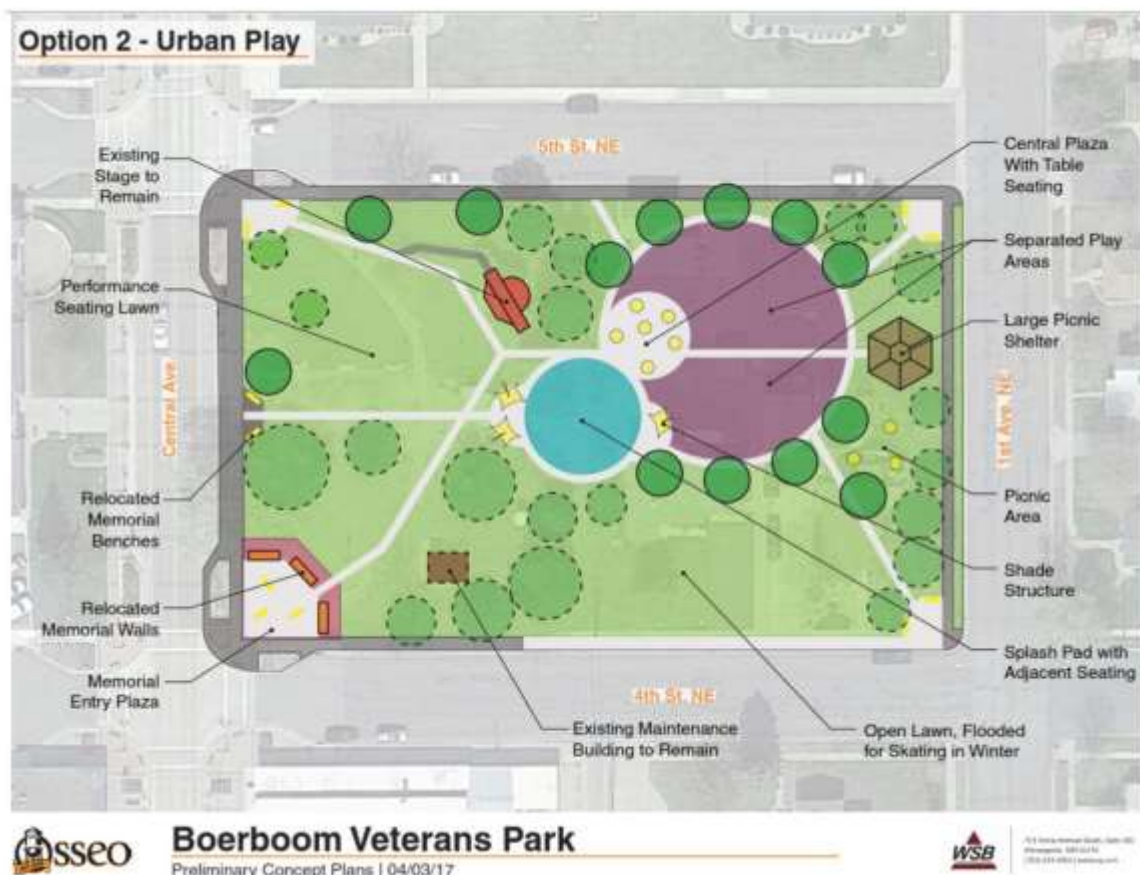 Option 2 - Urban Play
5th St. NE
Existing
Stage to
Remain
Performance
Seating Lawn
Central Ave
Relocated
Memorial
Benches
Relocated
Memorial Walls
Memorial
Entry Plaza
Central Plaza
With Table
Seating
Separated Play
Areas
Large Picnic
Shelter
1st Ave. NE
Picnic
Area
Shade
Structure
Splash Pad with
Adjacent Seating
4th St. NE
Existing Maintenance
Building to Remain
Open Lawn, Flooded
for Skating in Winter
Osseo
Boerboom Veterans Park
Preliminary Concept Plans | 04/03/17
WSB